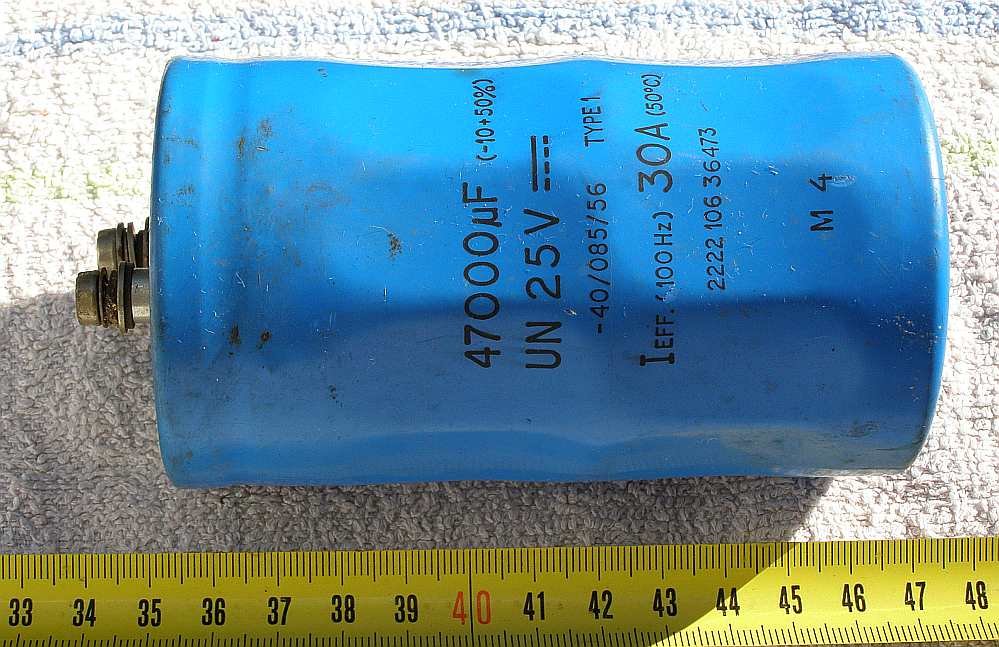 47000µF (-10+50%)
UN 25V
-40/085/56 TYPE 1
IEFF. (100Hz) 30A (50°C)
2222 106 36473
M 4
33 34 35 36 37 38 39 40 41 42 43 44 45 46 47 48